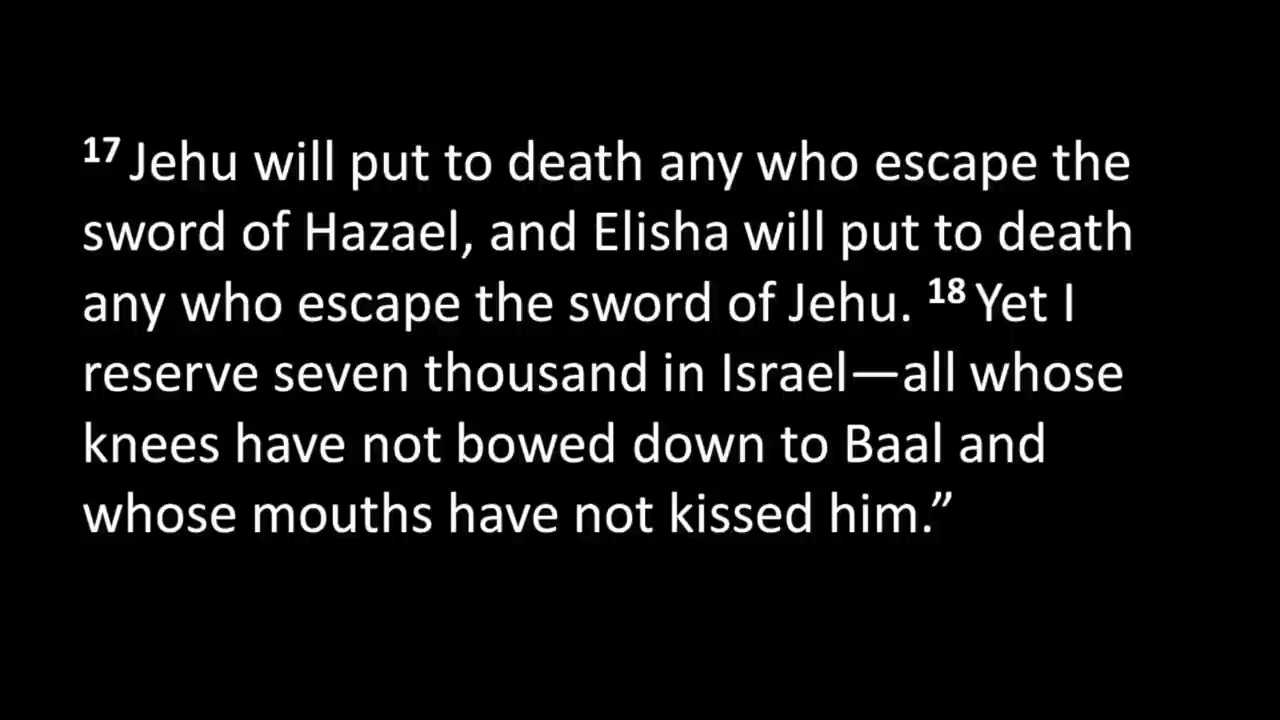 17 Jehu will put to death any who escape the
sword of Hazael, and Elisha will put to death
any who escape the sword of Jehu. 18 Yet I
reserve seven thousand in Israel—all whose
knees have not bowed down to Baal and
whose mouths have not kissed him.”